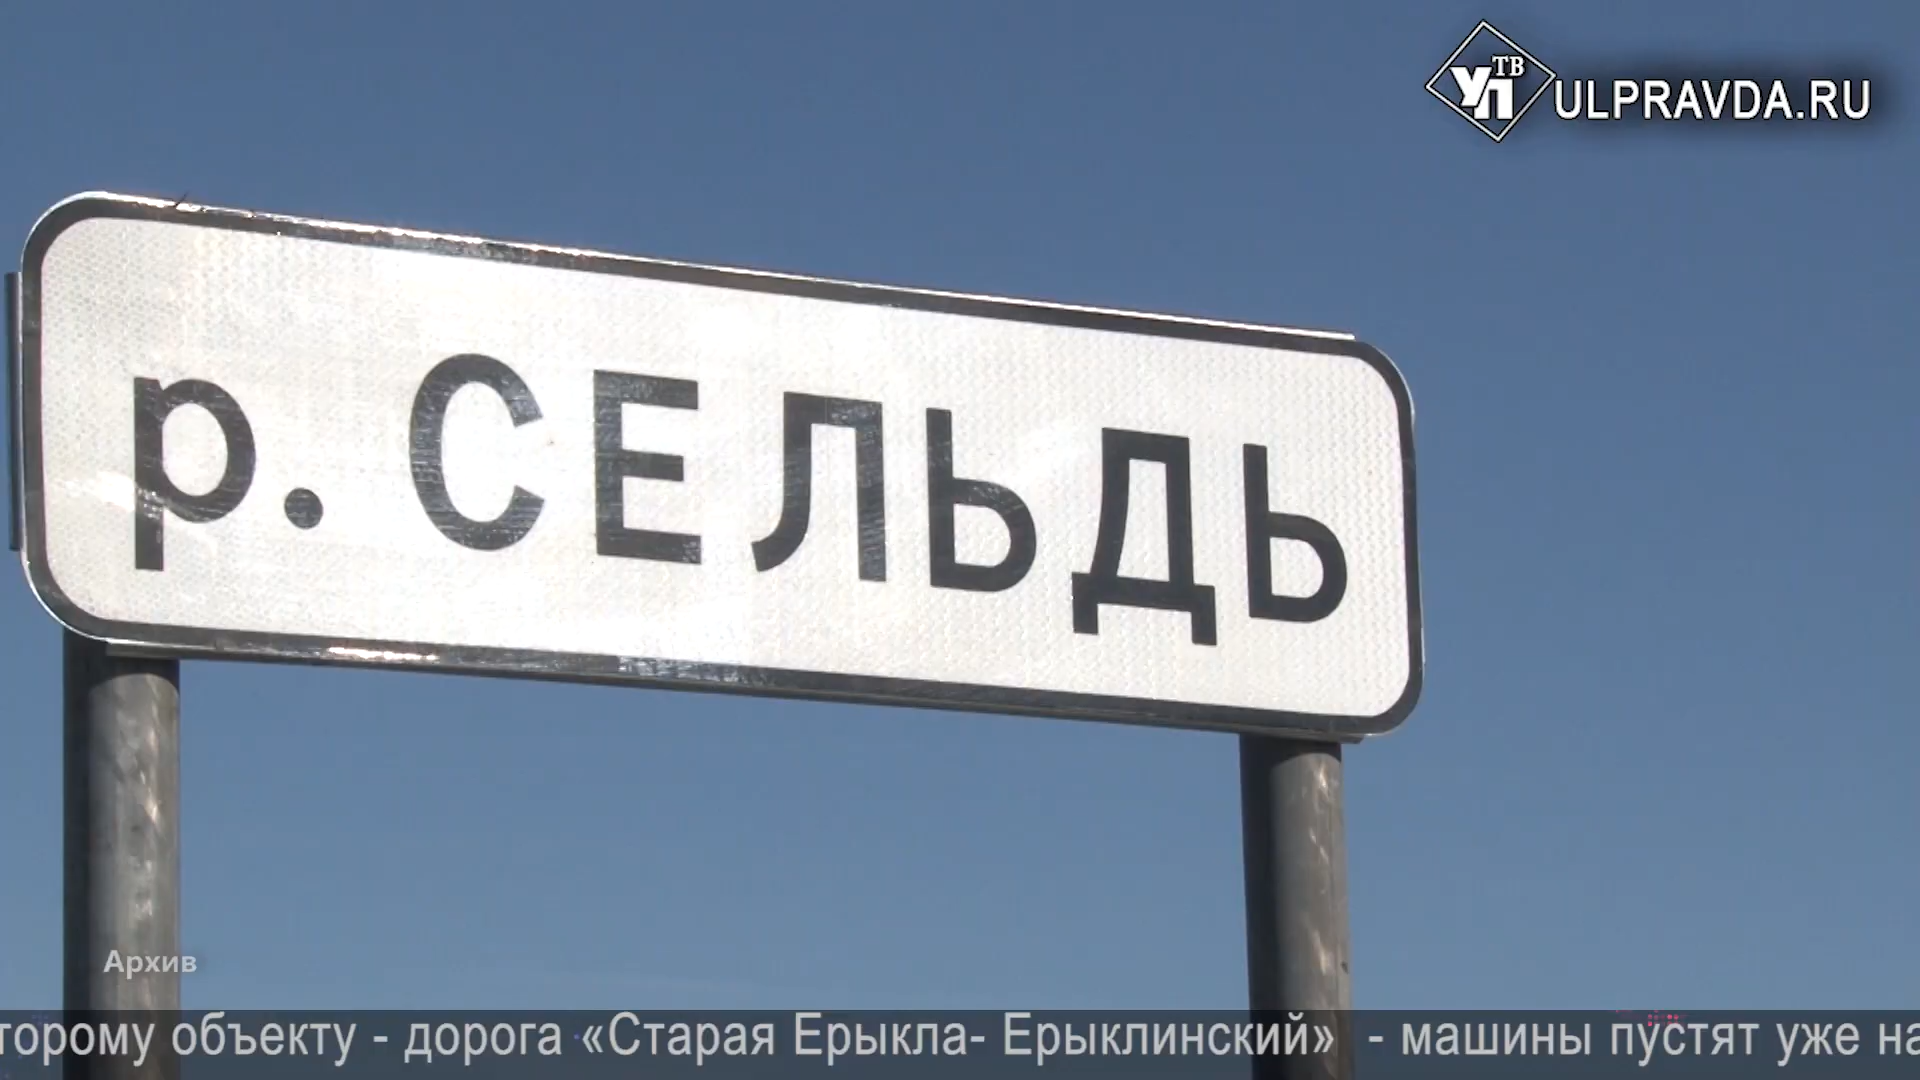 УП ТВ ULPRAVDA.RU
р. СЕЛЬДЬ
Архив
торому объекту - дорога «Старая Ерыкла- Ерыклинский» - машины пустят уже на